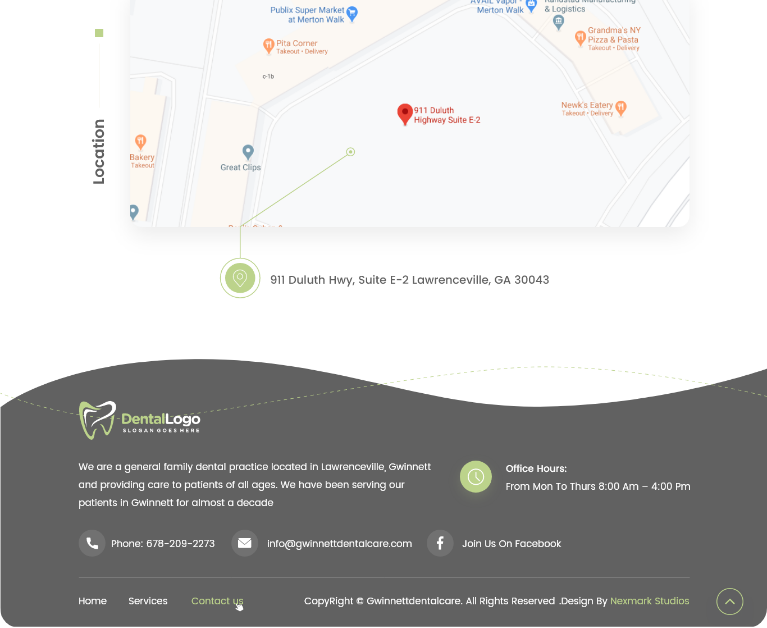 AVAIL Vapor -
Merton Walk
& Logistics
Publix Super Market
at Merton Walk
Grandma's NY
Pizza & Pasta
Takeout • Delivery
Pita Corner
Takeout • Delivery
c-1b
Newk's Eatery
Takeout • Delivery
911 Duluth
Highway Suite E-2
Location
Bakery
Takeout
Great Clips
911 Duluth Hwy, Suite E-2 Lawrenceville, GA 30043
DentalLogo
SLOGAN GOES HERE
We are a general family dental practice located in Lawrenceville, Gwinnett
and providing care to patients of all ages. We have been serving our
patients in Gwinnett for almost a decade
Office Hours:
From Mon To Thurs 8:00 Am – 4:00 Pm
Phone: 678-209-2273
info@gwinnettdentalcare.com
Join Us On Facebook
Home Services Contact us
CopyRight © Gwinnettdentalcare. All Rights Reserved .Design By Nexmark Studios